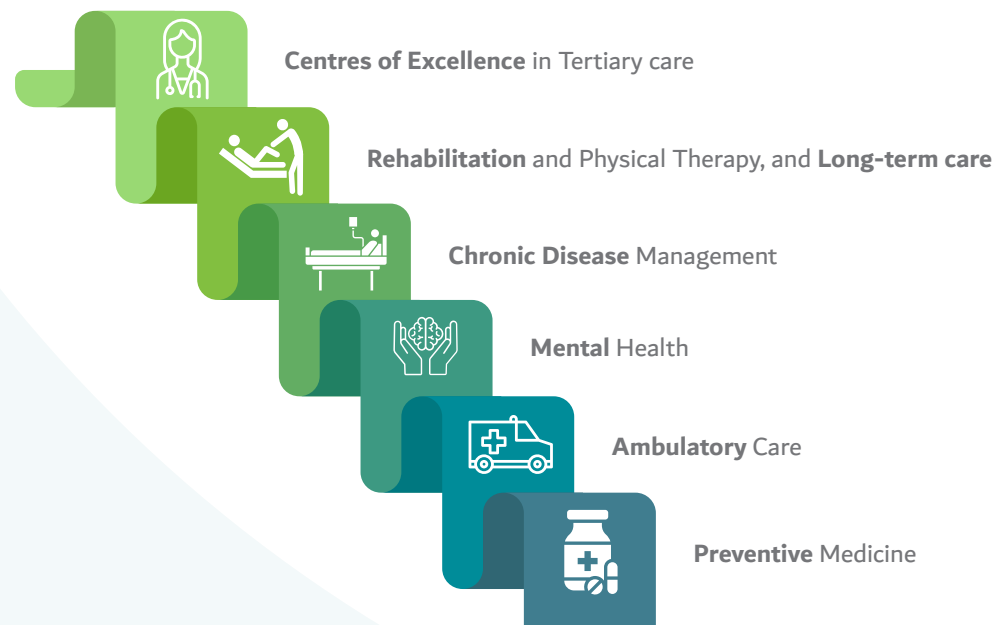 Centres of Excellence in Tertiary care
Rehabilitation and Physical Therapy, and Long-term care
Chronic Disease Management
Mental Health
Ambulatory Care
Preventive Medicine